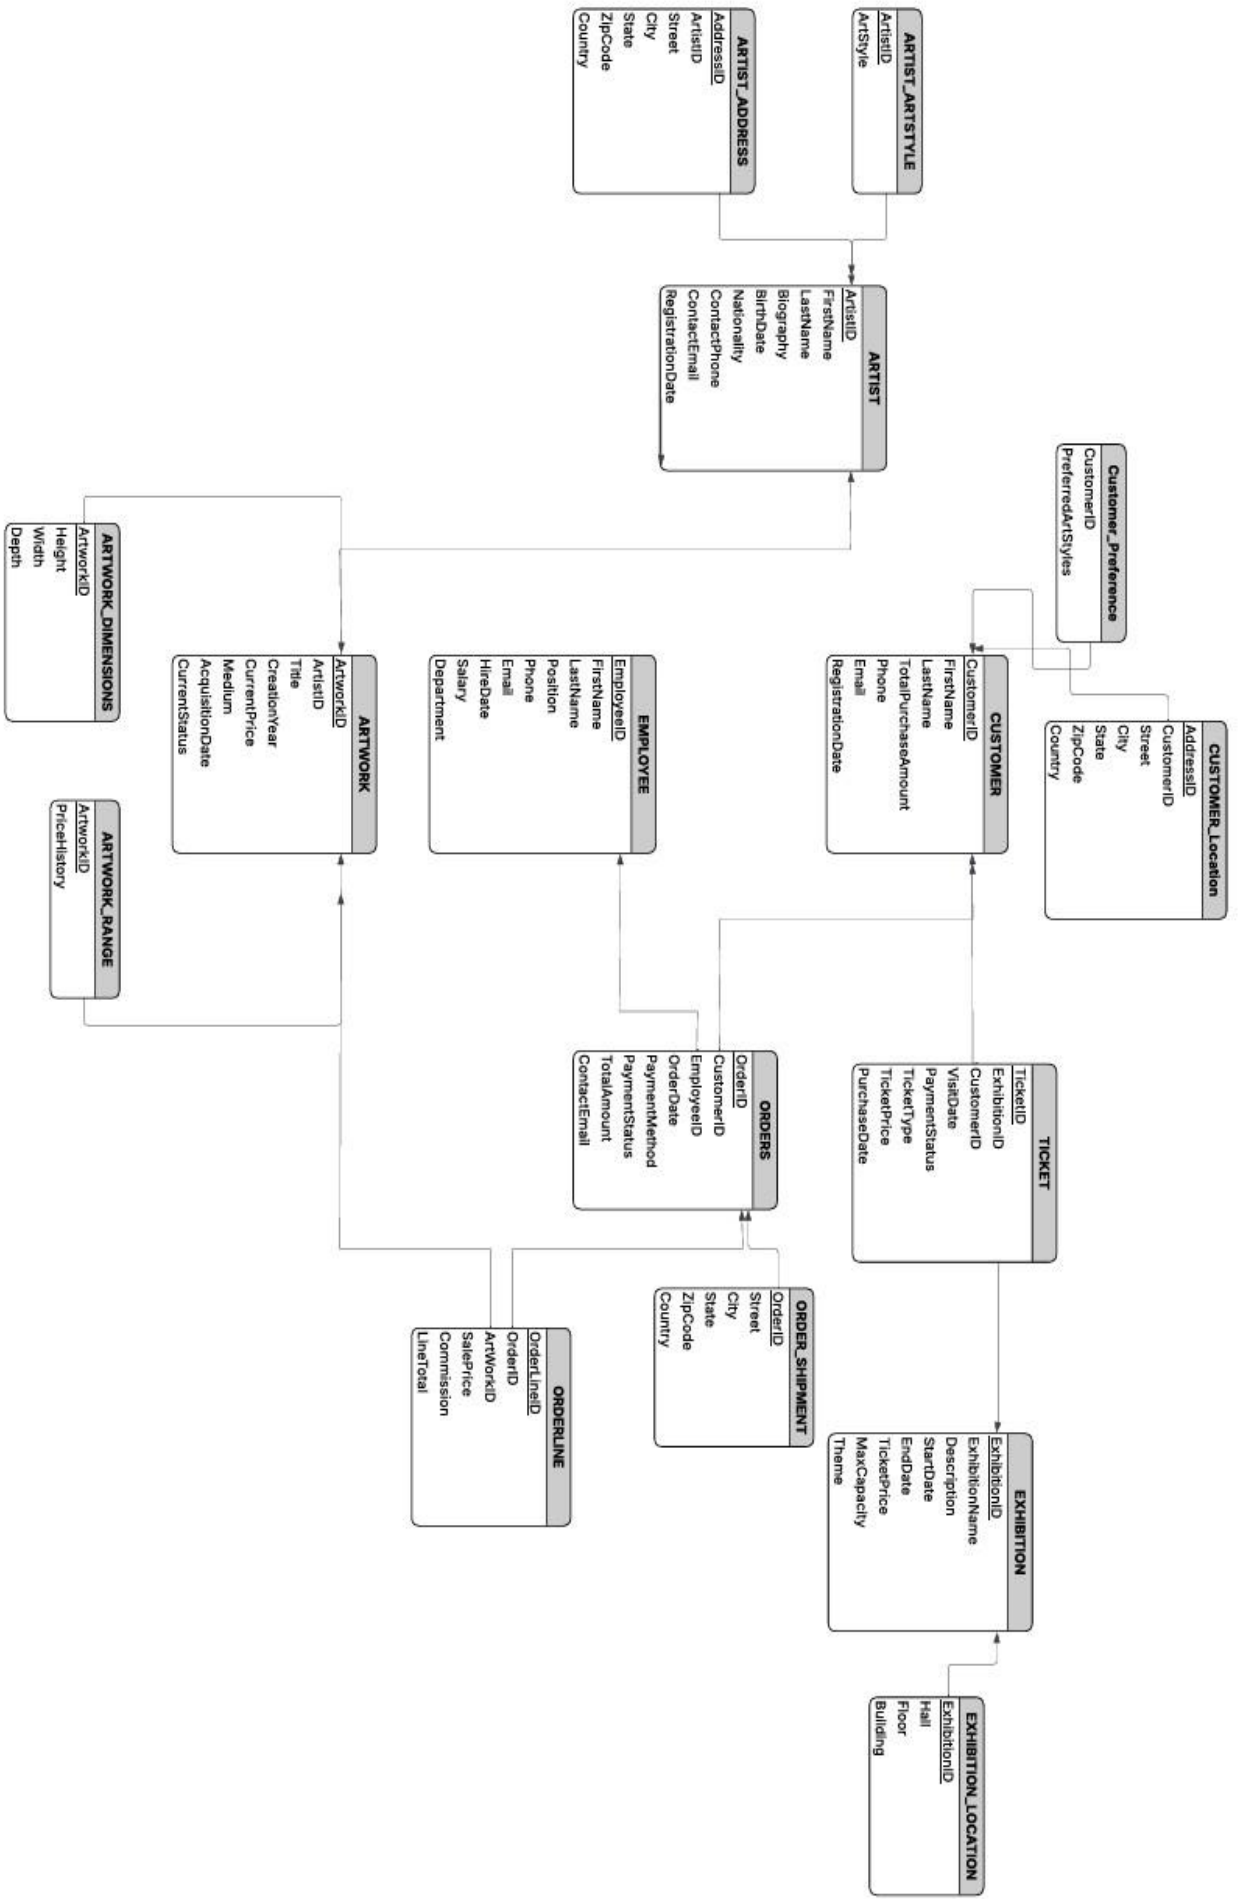 ARTIST_ARTSTYLE
ArtistID
ArtStyle
ARTIST_ADDRESS
AddressID
ArtistID
Street
City
State
ZipCode
Country
ARTIST
ArtistID
FirstName
LastName
Biography
BirthDate
Nationality
ContactPhone
ContactEmail
RegistrationDate
Customer_Preference
CustomerID
PreferredArtStyles
CUSTOMER_Location
AddressID
CustomerID
Street
City
State
ZipCode
Country
CUSTOMER
CustomerID
FirstName
LastName
TotalPurchaseAmount
Phone
Email
RegistrationDate
EMPLOYEE
EmployeeID
FirstName
LastName
Position
Phone
Email
HireDate
Salary
Department
ARTWORK
ArtworkID
ArtistID
Title
CreationYear
CurrentPrice
Medium
AcquisitionDate
CurrentStatus
ARTWORK_DIMENSIONS
ArtworkID
Height
Width
Depth
ARTWORK_RANGE
ArtworkID
PriceHistory
TICKET
TicketID
ExhibitionID
CustomerID
VisitDate
PaymentStatus
TicketType
TicketPrice
PurchaseDate
ORDERS
OrderID
CustomerID
EmployeeID
OrderDate
PaymentMethod
PaymentStatus
TotalAmount
ContactEmail
ORDER_SHIPMENT
OrderID
Street
City
State
ZipCode
Country
ORDERLINE
OrderLineID
OrderID
ArtWorkID
SalePrice
Commission
LineTotal
EXHIBITION
ExhibitionID
ExhibitionName
Description
StartDate
EndDate
TicketPrice
MaxCapacity
Theme
EXHIBITION_LOCATION
ExhibitionID
Hall
Floor
Building